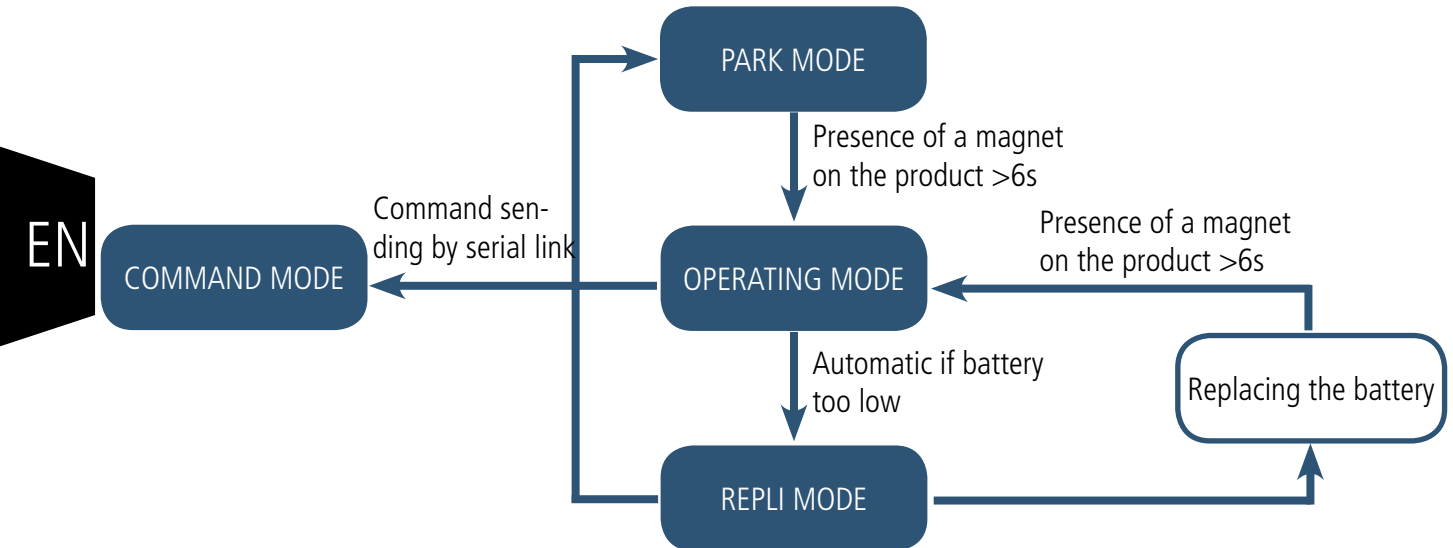 PARK MODE
Presence of a magnet
on the product >6s
Command sen-
ding by serial link
Presence of a magnet
on the product >6s
EN
COMMAND MODE
OPERATING MODE
Automatic if battery
too low
Replacing the battery
REPLI MODE